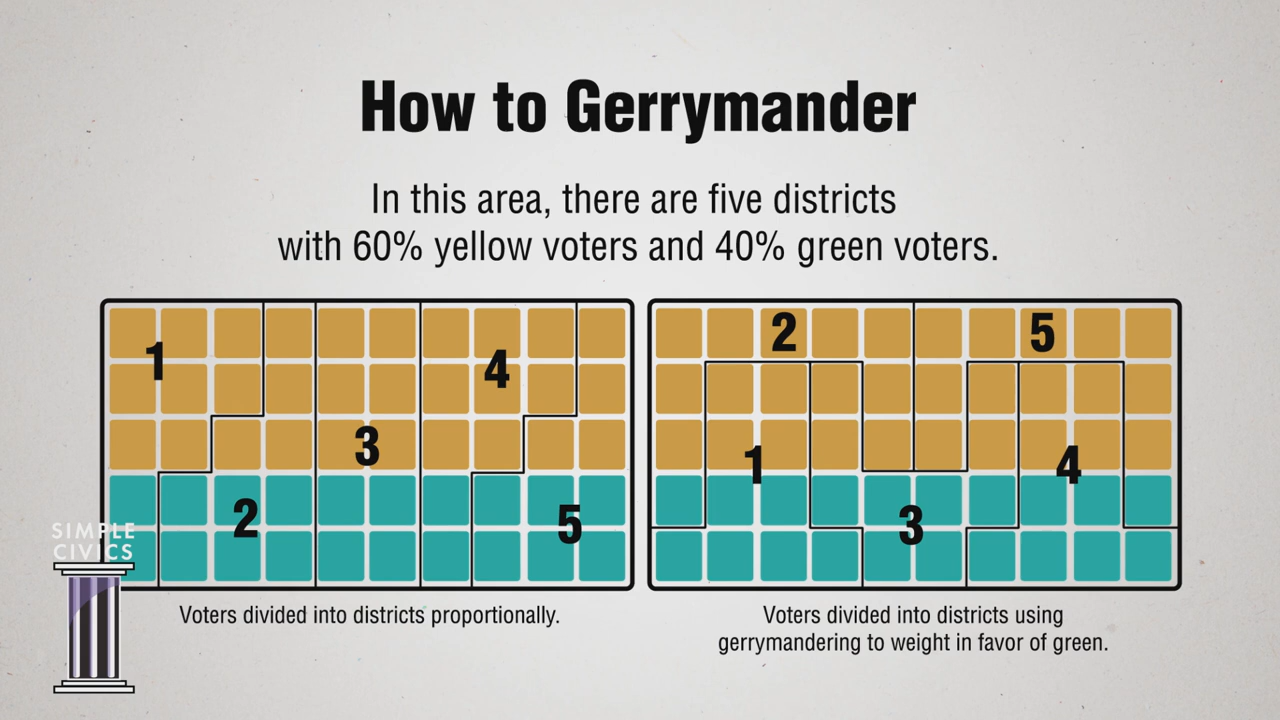 How to Gerrymander
In this area, there are five districts
with 60% yellow voters and 40% green voters.
1
4
3
2
5
2
5
1
4
3
SIMPLE
CIVICS
Voters divided into districts proportionally.
Voters divided into districts using
gerrymandering to weight in favor of green.